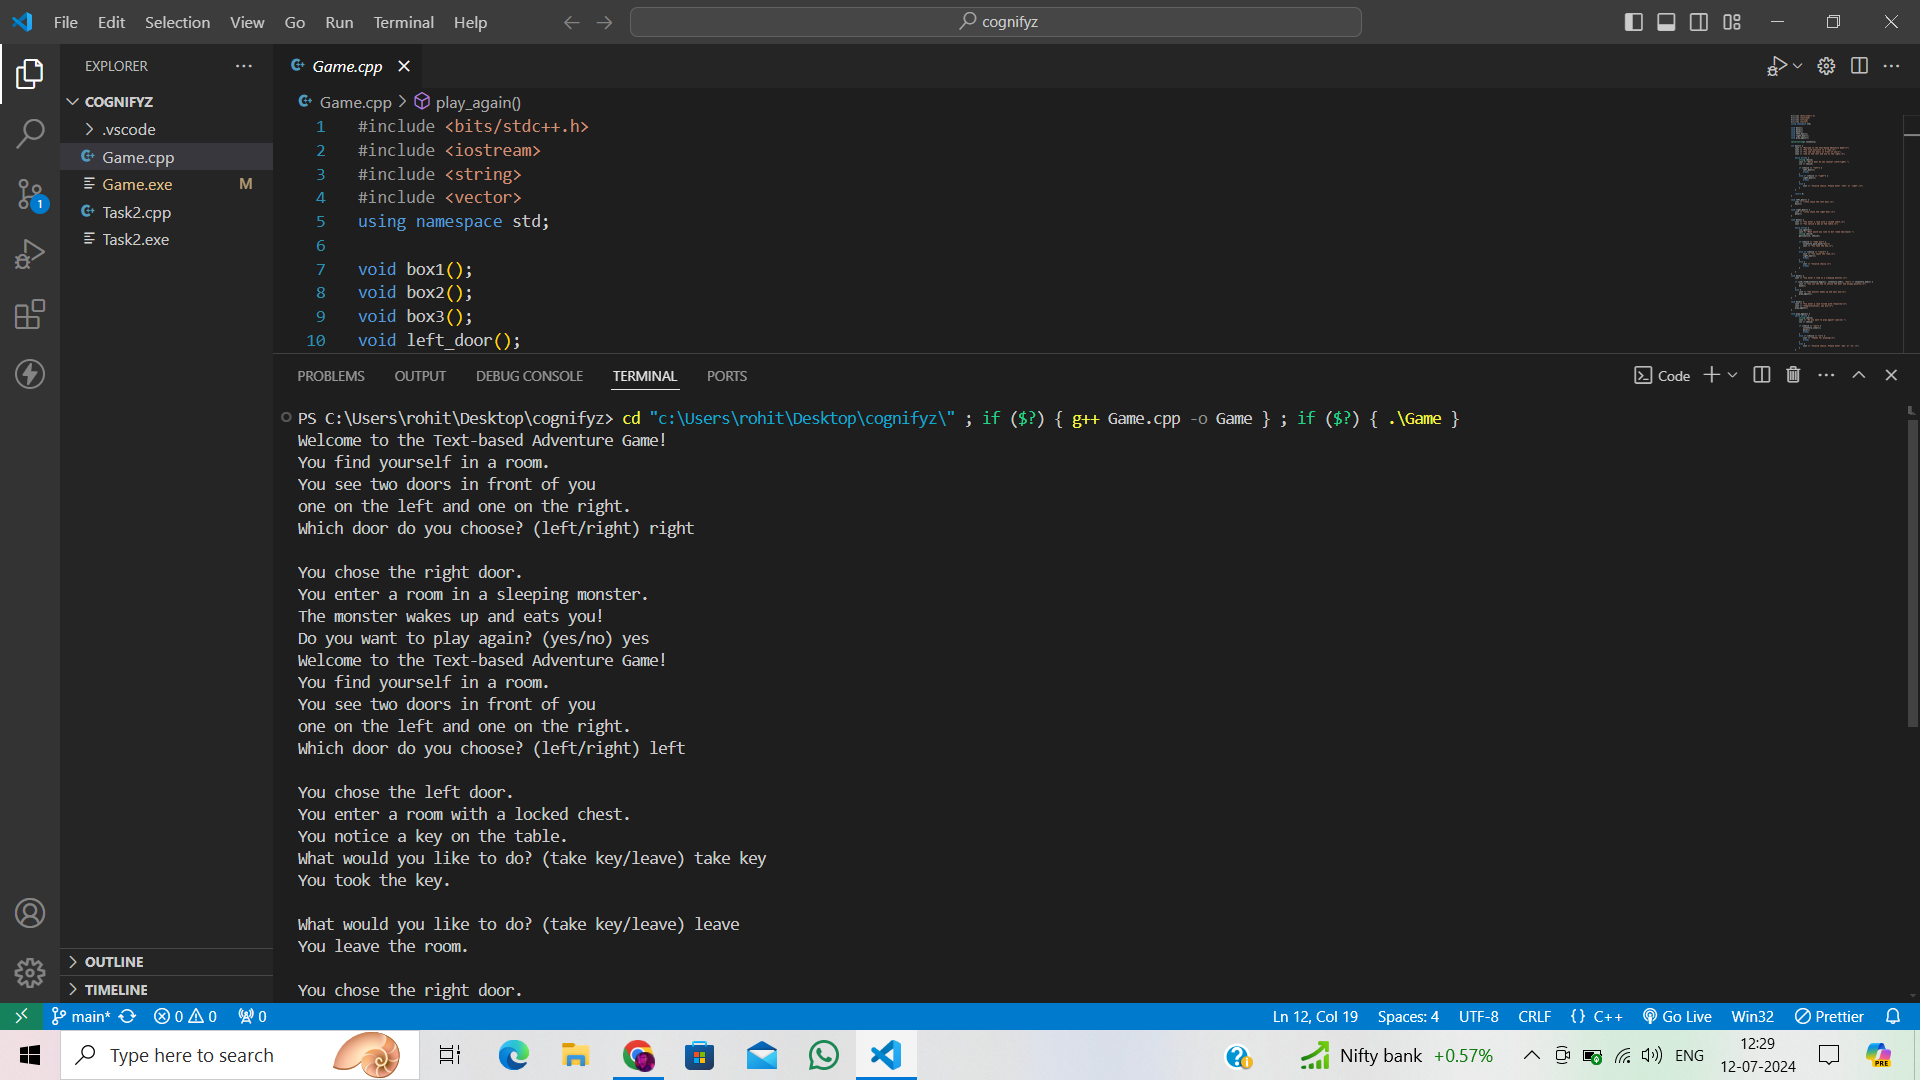 File Edit Selection View Go Run Terminal Help
cognifyz
EXPLORER
COGNIFYZ
.vscode
Game.cpp
Game.exe M
Task2.cpp
Task2.exe
OUTLINE
TIMELINE
Game.cpp
Game.cpp > play_again()
1 #include <bits/stdc++.h>
2 #include <iostream>
3 #include <string>
4 #include <vector>
5 using namespace std;
6
7 void box1();
8 void box2();
9 void box3();
10 void left_door();
PROBLEMS OUTPUT DEBUG CONSOLE TERMINAL PORTS
Code
PS C:\Users\rohit\Desktop\cognifyz> cd "c:\Users\rohit\Desktop\cognifyz\" ; if ($?) { g++ Game.cpp -o Game } ; if ($?) { .\Game }
Welcome to the Text-based Adventure Game!
You find yourself in a room.
You see two doors in front of you
one on the left and one on the right.
Which door do you choose? (left/right) right
You chose the right door.
You enter a room in a sleeping monster.
The monster wakes up and eats you!
Do you want to play again? (yes/no) yes
Welcome to the Text-based Adventure Game!
You find yourself in a room.
You see two doors in front of you
one on the left and one on the right.
Which door do you choose? (left/right) left
You chose the left door.
You enter a room with a locked chest.
You notice a key on the table.
What would you like to do? (take key/leave) take key
You took the key.
What would you like to do? (take key/leave) leave
You leave the room.
You chose the right door.
1
main* 0 0 0
Ln 12, Col 19 Spaces: 4 UTF-8 CRLF {} C++ Go Live Win32 Prettier
Type here to search
Nifty bank +0.57%
ENG
12:29
12-07-2024
PRE